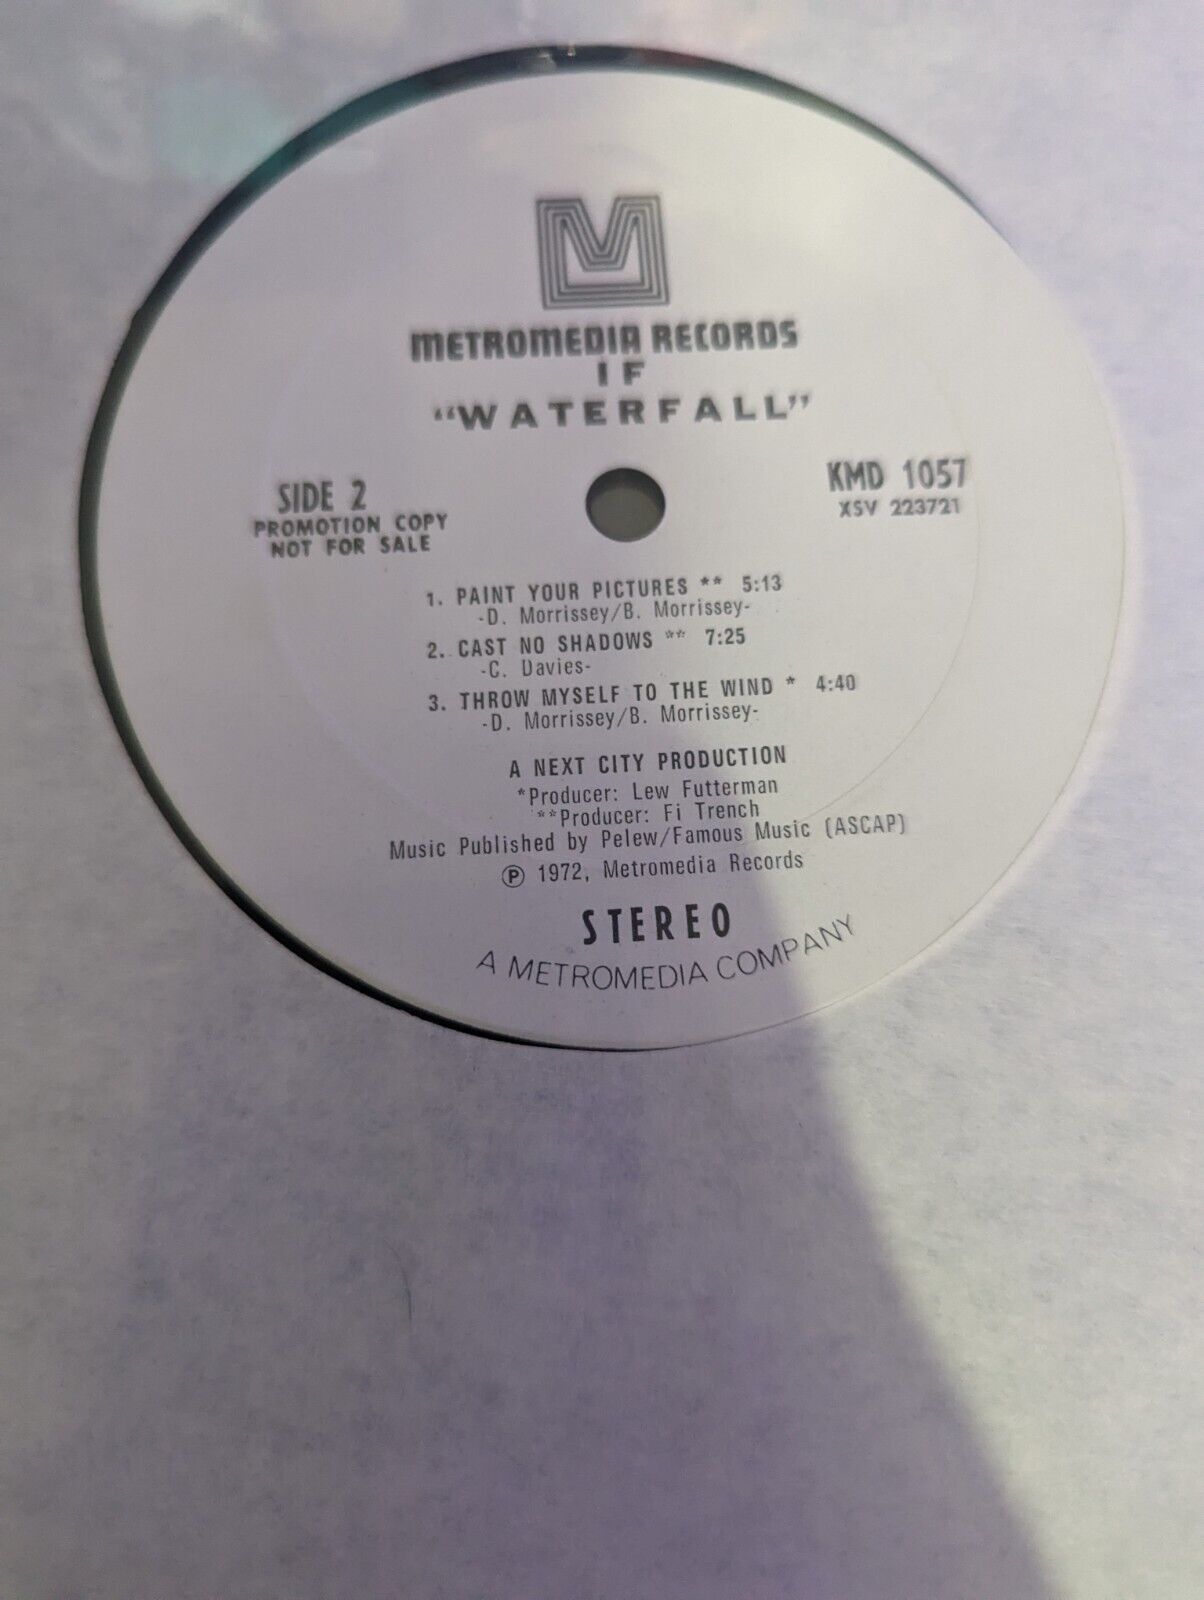 METROMEDIA RECORDS
IF
"WATERFALL"
SIDE 2
PROMOTION COPY
NOT FOR SALE
KMD 1057
XSV 223721
1. PAINT YOUR PICTURES ** 5:13
-D. Morrissey/B. Morrissey-
2. CAST NO SHADOWS ** 7:25
-C. Davies-
3. THROW MYSELF TO THE WIND * 4:40
-D. Morrissey/B. Morrissey-
A NEXT CITY PRODUCTION
*Producer: Lew Futterman
**Producer: Fi Trench
Music Published by Pelew/Famous Music (ASCAP)
℗ 1972, Metromedia Records
STEREO
A METROMEDIA COMPANY